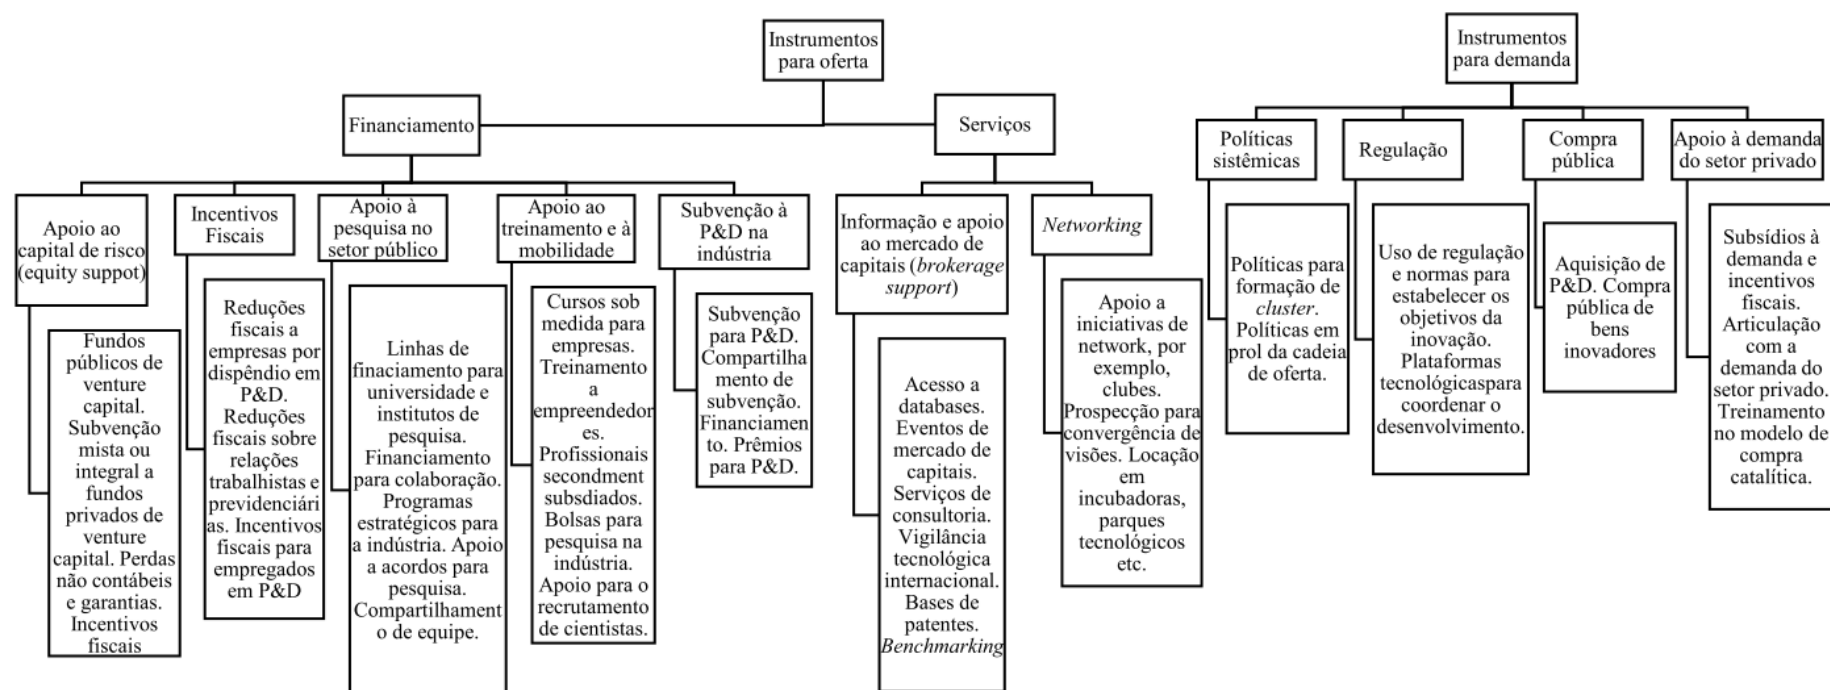 Instrumentos
para oferta
Instrumentos
para demanda
Financiamento
Serviços
Políticas
sistêmicas
Regulação
Compra
pública
Apoio à demanda
do setor privado
Apoio ao
capital de risco
(equity suppot)
Incentivos
Fiscais
Apoio à
pesquisa no
setor público
Apoio ao
treinamento e à
mobilidade
Subvenção à
P&D na
indústria
Informação e apoio
ao mercado de
capitais (brokerage
support)
Networking
Fundos
públicos de
venture
capital.
Subvenção
mista ou
integral a
fundos
privados de
venture
capital. Perdas
não contábeis
e garantias.
Incentivos
fiscais
Reduções
fiscais a
empresas por
dispêndio em
P&D.
Reduções
fiscais sobre
relações
trabalhistas e
previdenciári
as. Incentivos
fiscais para
empregados
em P&D
Linhas de
finaciamento para
universidade e
institutos de
pesquisa.
Financiamento
para colaboração.
Programas
estratégicos para
a indústria. Apoio
a acordos para
pesquisa.
Compartilhament
o de equipe.
Cursos sob
medida para
empresas.
Treinamento
a
empreendedor
es.
Profissionais
secondment
subsdiados.
Bolsas para
pesquisa na
indústria.
Apoio para o
recrutamento
de cientistas.
Subvenção
para P&D.
Compartilha
mento de
subvenção.
Financiamen
to. Prêmios
para P&D.
Acesso a
databases.
Eventos de
mercado de
capitais.
Serviços de
consultoria.
Vigilância
tecnológica
internacional.
Bases de
patentes.
Benchmarking
Apoio a
iniciativas de
network, por
exemplo,
clubes.
Prospecção para
convergência de
visões. Locação
em
incubadoras,
parques
tecnológicos
etc.
Políticas para
formação de
cluster.
Políticas em
prol da cadeia
de oferta.
Uso de regulação
e normas para
estabelecer os
objetivos da
inovação.
Plataformas
tecnológicaspara
coordenar o
desenvolvimento.
Aquisição de
P&D. Compra
pública de
bens
inovadores
Subsídios à
demanda e
incentivos
fiscais.
Articulação
com a
demanda do
setor privado.
Treinamento
no modelo de
compra
catalítica.